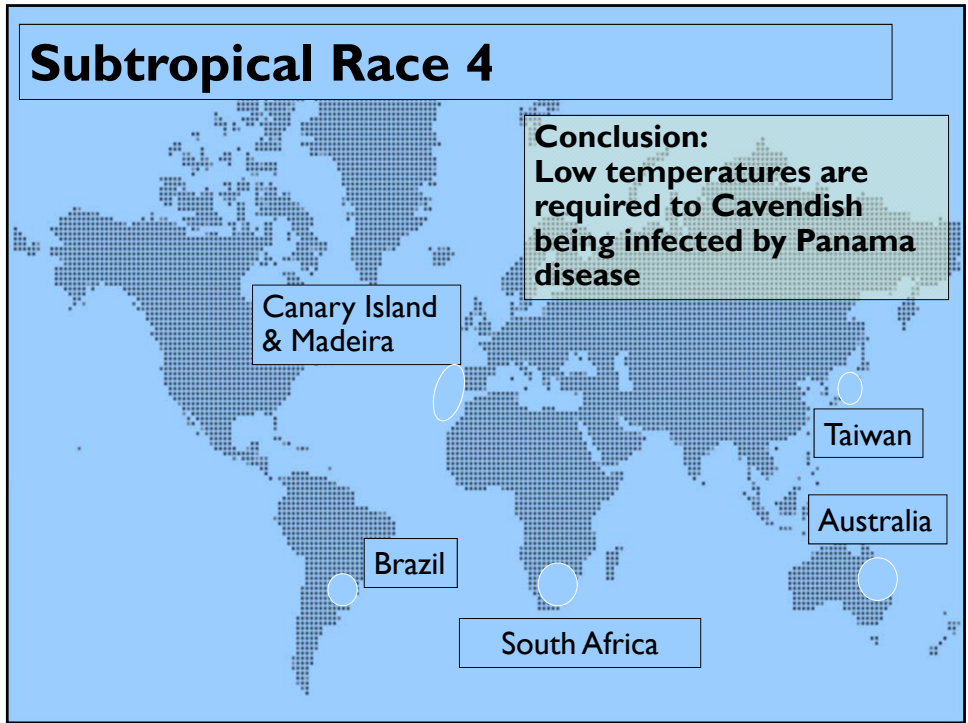 Subtropical Race 4
Conclusion:
Low temperatures are
required to Cavendish
being infected by Panama
disease
Canary Island
& Madeira
Taiwan
Australia
Brazil
South Africa